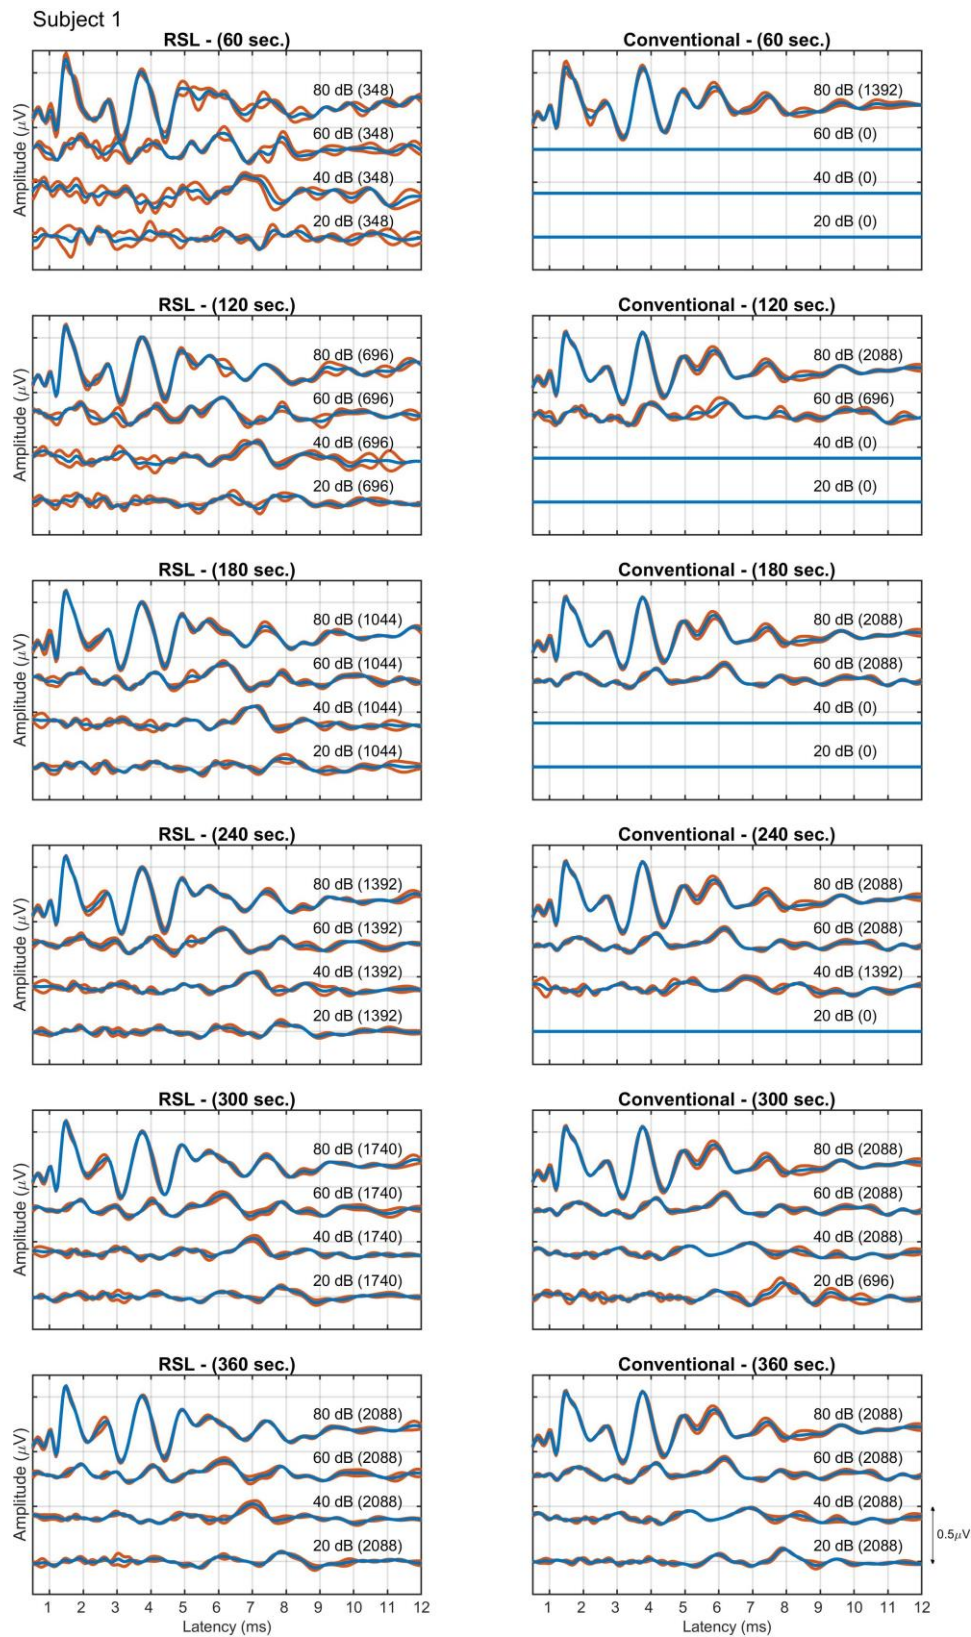 Subject 1
RSL - (60 sec.)
Conventional - (60 sec.)
Amplitude (μV)
80 dB (348)
60 dB (348)
40 dB (348)
20 dB (348)
80 dB (1392)
60 dB (0)
40 dB (0)
20 dB (0)
RSL - (120 sec.)
Conventional - (120 sec.)
Amplitude (μV)
80 dB (696)
60 dB (696)
40 dB (696)
20 dB (696)
80 dB (2088)
60 dB (696)
40 dB (0)
20 dB (0)
RSL - (180 sec.)
Conventional - (180 sec.)
Amplitude (μV)
80 dB (1044)
60 dB (1044)
40 dB (1044)
20 dB (1044)
80 dB (2088)
60 dB (2088)
40 dB (0)
20 dB (0)
RSL - (240 sec.)
Conventional - (240 sec.)
Amplitude (μV)
80 dB (1392)
60 dB (1392)
40 dB (1392)
20 dB (1392)
80 dB (2088)
60 dB (2088)
40 dB (1392)
20 dB (0)
RSL - (300 sec.)
Conventional - (300 sec.)
Amplitude (μV)
80 dB (1740)
60 dB (1740)
40 dB (1740)
20 dB (1740)
80 dB (2088)
60 dB (2088)
40 dB (2088)
20 dB (696)
RSL - (360 sec.)
Conventional - (360 sec.)
Amplitude (μV)
80 dB (2088)
60 dB (2088)
40 dB (2088)
20 dB (2088)
80 dB (2088)
60 dB (2088)
40 dB (2088)
20 dB (2088)
0.5μV
1 2 3 4 5 6 7 8 9 10 11 12
1 2 3 4 5 6 7 8 9 10 11 12
Latency (ms)
Latency (ms)